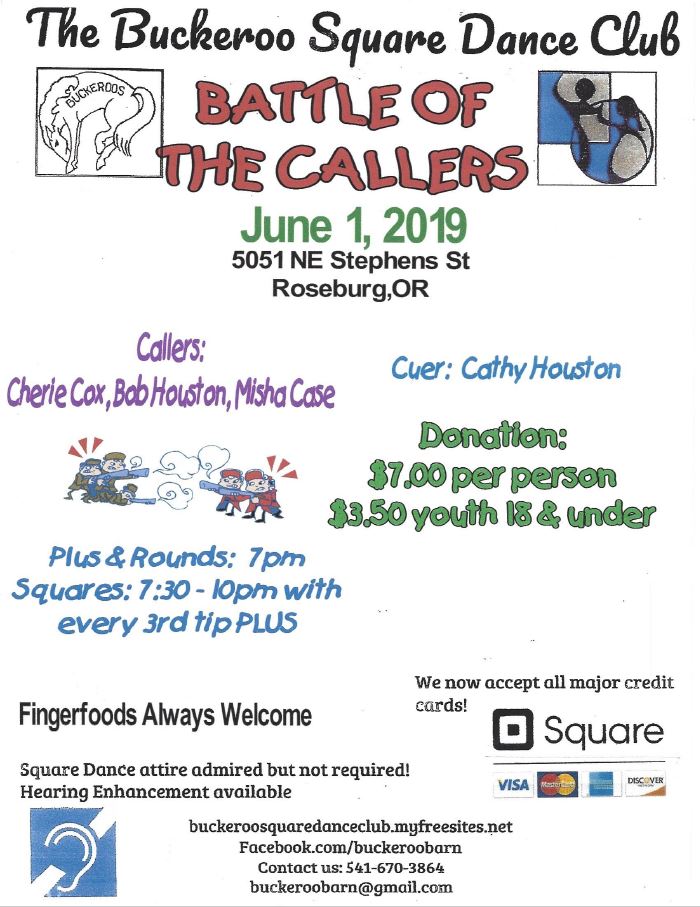 The Buckeroo Square Dance Club
BUCKEROOS
BATTLE OF
THE CALLERS
June 1, 2019
5051 NE Stephens St
Roseburg,OR
Callers:
Cherie Cox, Bob Houston, Misha Case
Cuer: Cathy Houston
Donation:
$7.00 per person
$3.50 youth 18 & under
Plus & Rounds: 7pm
Squares: 7:30 - 10pm with
every 3rd tip PLUS
We now accept all major credit
cards!
Fingerfoods Always Welcome
Square
VISA MasterCard DISCOVER
Square Dance attire admired but not required!
Hearing Enhancement available
buckeroosquaredanceclub.myfreesites.net
Facebook.com/buckeroobarn
Contact us: 541-670-3864
buckeroobarn@gmail.com